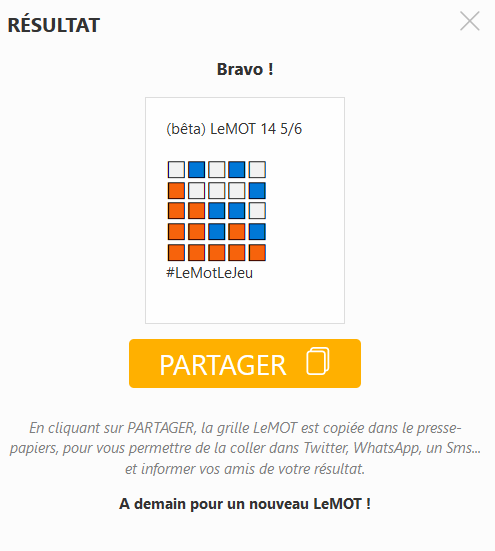 RÉSULTAT
Bravo !
(bêta) LeMOT 14 5/6
#LeMotLeJeu
PARTAGER
En cliquant sur PARTAGER, la grille LeMOT est copiée dans le presse-
papiers, pour vous permettre de la coller dans Twitter, WhatsApp, un Sms...
et informer vos amis de votre résultat.
A demain pour un nouveau LeMOT !